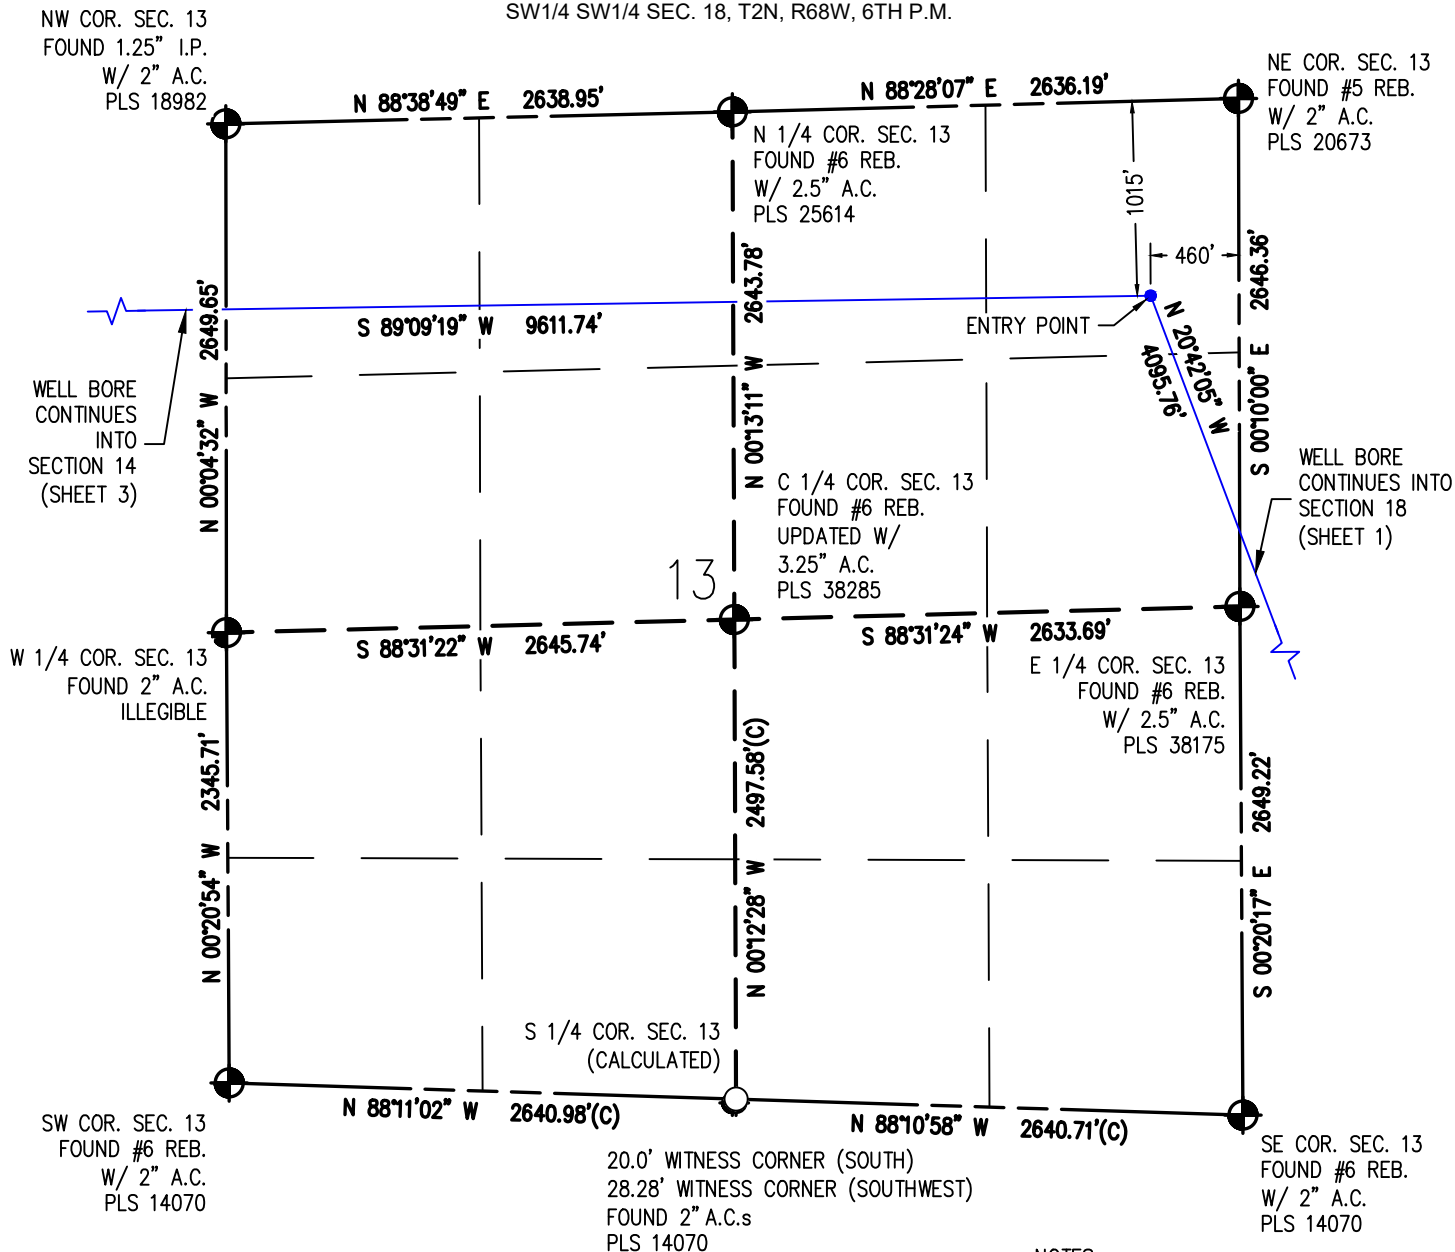 SW1/4 SW1/4 SEC. 18, T2N, R68W, 6TH P.M.
NW COR. SEC. 13
FOUND 1.25" I.P.
W/ 2" A.C.
PLS 18982
N 88°38'49" E 2638.95'
N 88°28'07" E 2636.19'
NE COR. SEC. 13
FOUND #5 REB.
W/ 2" A.C.
PLS 20673
N 1/4 COR. SEC. 13
FOUND #6 REB.
W/ 2.5" A.C.
PLS 25614
1015'
460'
N 00°04'32" W 2649.65'
N 00°13'11" W 2643.78'
S 00°10'00" E 2646.36'
S 89°09'19" W 9611.74'
ENTRY POINT
N 20°42'05" W
4095.76'
WELL BORE
CONTINUES
INTO
SECTION 14
(SHEET 3)
WELL BORE
CONTINUES INTO
SECTION 18
(SHEET 1)
C 1/4 COR. SEC. 13
FOUND #6 REB.
UPDATED W/
3.25" A.C.
PLS 38285
13
S 88°31'22" W 2645.74'
S 88°31'24" W 2633.69'
W 1/4 COR. SEC. 13
FOUND 2" A.C.
ILLEGIBLE
E 1/4 COR. SEC. 13
FOUND #6 REB.
W/ 2.5" A.C.
PLS 38175
N 00°20'54" W 2345.71'
N 00°12'28" W 2497.58'(C)
S 00°20'17" E 2649.22'
S 1/4 COR. SEC. 13
(CALCULATED)
N 88°11'02" W 2640.98'(C)
N 88°10'58" W 2640.71'(C)
SW COR. SEC. 13
FOUND #6 REB.
W/ 2" A.C.
PLS 14070
20.0' WITNESS CORNER (SOUTH)
28.28' WITNESS CORNER (SOUTHWEST)
FOUND 2" A.C.s
PLS 14070
SE COR. SEC. 13
FOUND #6 REB.
W/ 2" A.C.
PLS 14070